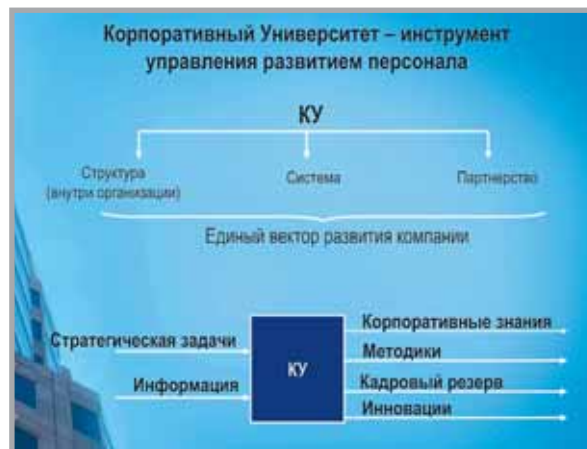 Корпоративный Университет – инструмент
управления развитием персонала
КУ
Структура
(внутри организации)
Система
Партнерство
Единый вектор развития компании
Стратегическая задачи
Информация
КУ
Корпоративные знания
Методики
Кадровый резерв
Инновации